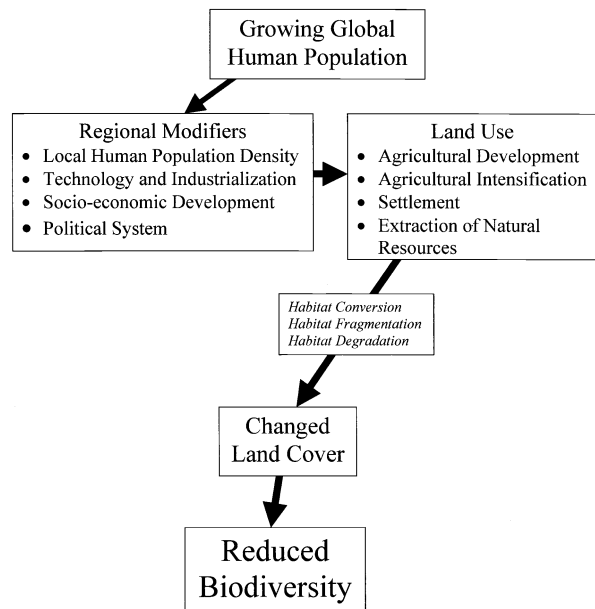 Growing Global
Human Population
Regional Modifiers
• Local Human Population Density
• Technology and Industrialization
• Socio-economic Development
• Political System
Land Use
• Agricultural Development
• Agricultural Intensification
• Settlement
• Extraction of Natural
Resources
Habitat Conversion
Habitat Fragmentation
Habitat Degradation
Changed
Land Cover
Reduced
Biodiversity